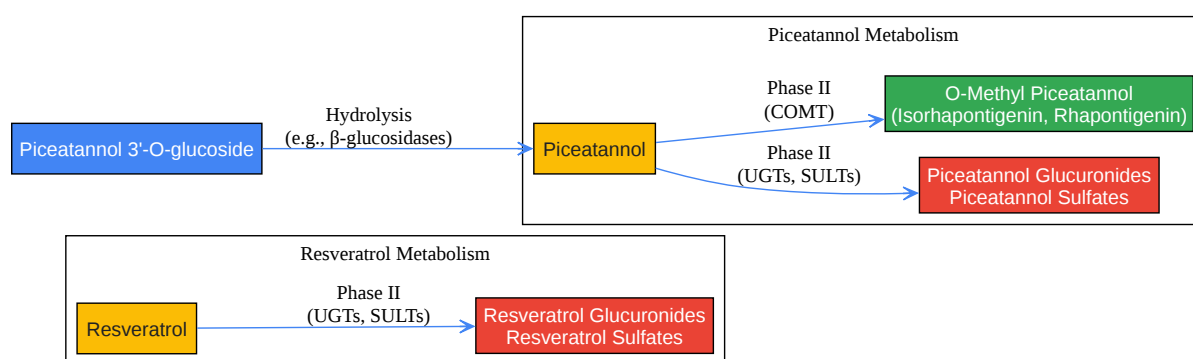 Piceatannol Metabolism
Piceatannol 3'-O-glucoside
Hydrolysis
(e.g., β-glucosidases)
Piceatannol
Phase II
(COMT)
O-Methyl Piceatannol
(Isorhapontigenin, Rhapontigenin)
Phase II
(UGTs, SULTs)
Piceatannol Glucuronides
Piceatannol Sulfates
Resveratrol Metabolism
Resveratrol
Phase II
(UGTs, SULTs)
Resveratrol Glucuronides
Resveratrol Sulfates